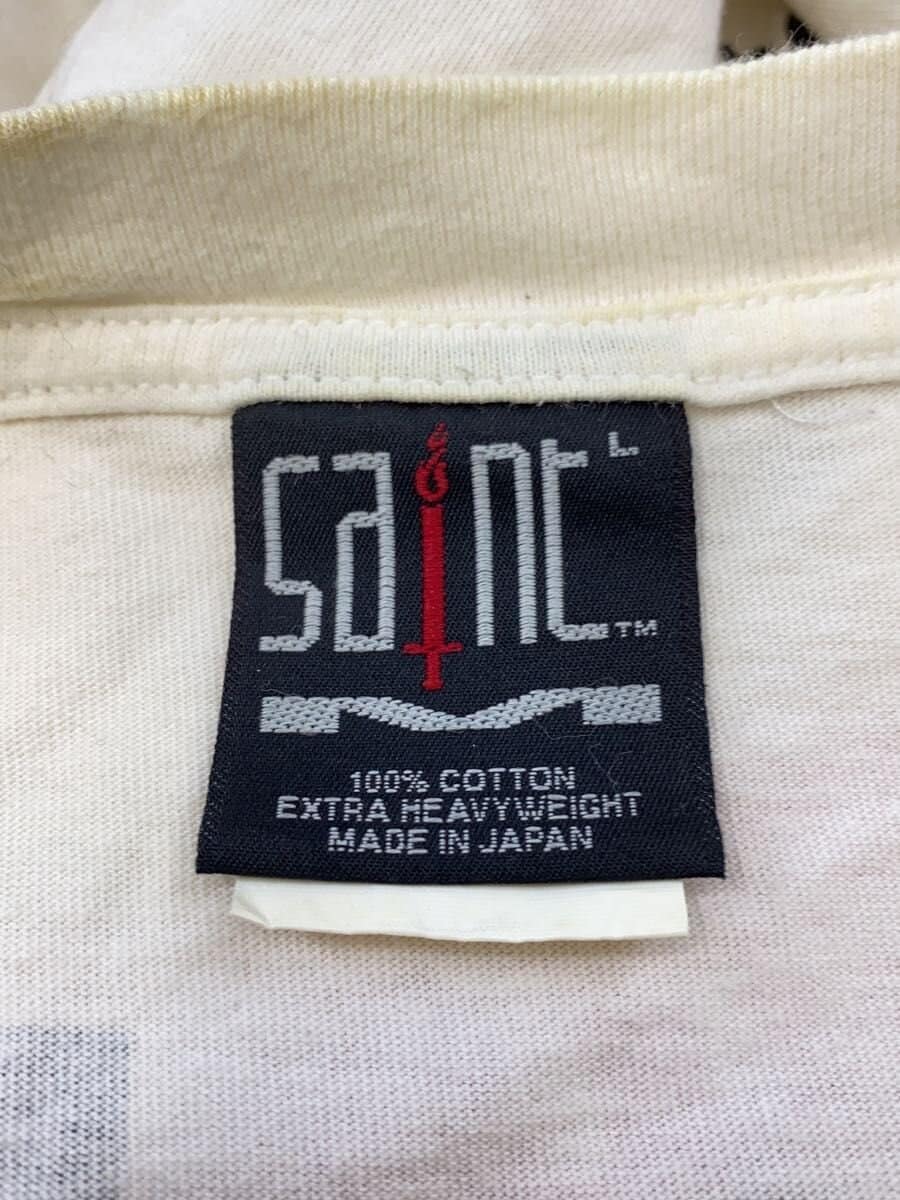 saint L
TM
100% COTTON
EXTRA HEAVYWEIGHT
MADE IN JAPAN